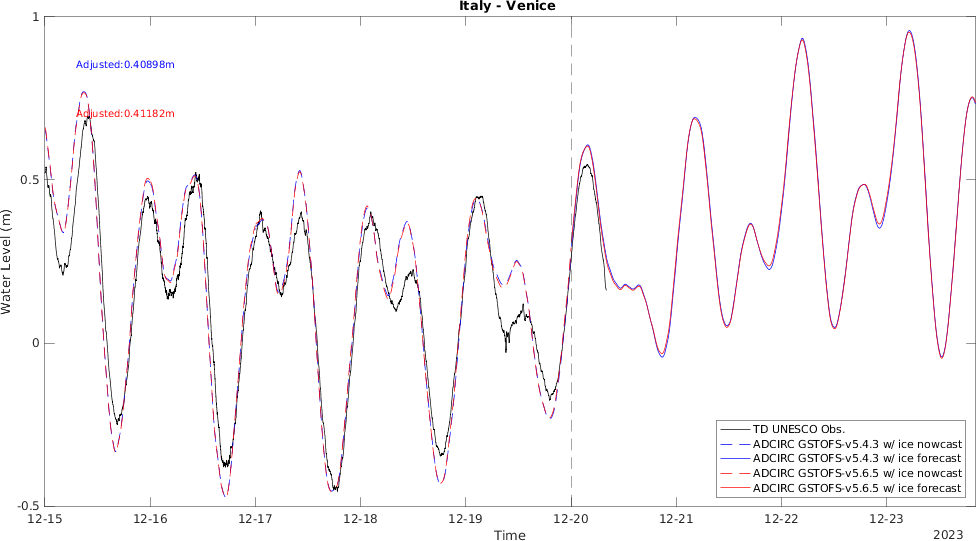 Italy - Venice
1
Adjusted:0.40898m
Adjusted:0.41182m
0.5
Water Level (m)
0
TD UNESCO Obs.
ADCIRC GSTOFS-v5.4.3 w/ ice nowcast
ADCIRC GSTOFS-v5.4.3 w/ ice forecast
ADCIRC GSTOFS-v5.6.5 w/ ice nowcast
ADCIRC GSTOFS-v5.6.5 w/ ice forecast
-0.5
12-15 12-16 12-17 12-18 12-19 12-20 12-21 12-22 12-23
Time
2023